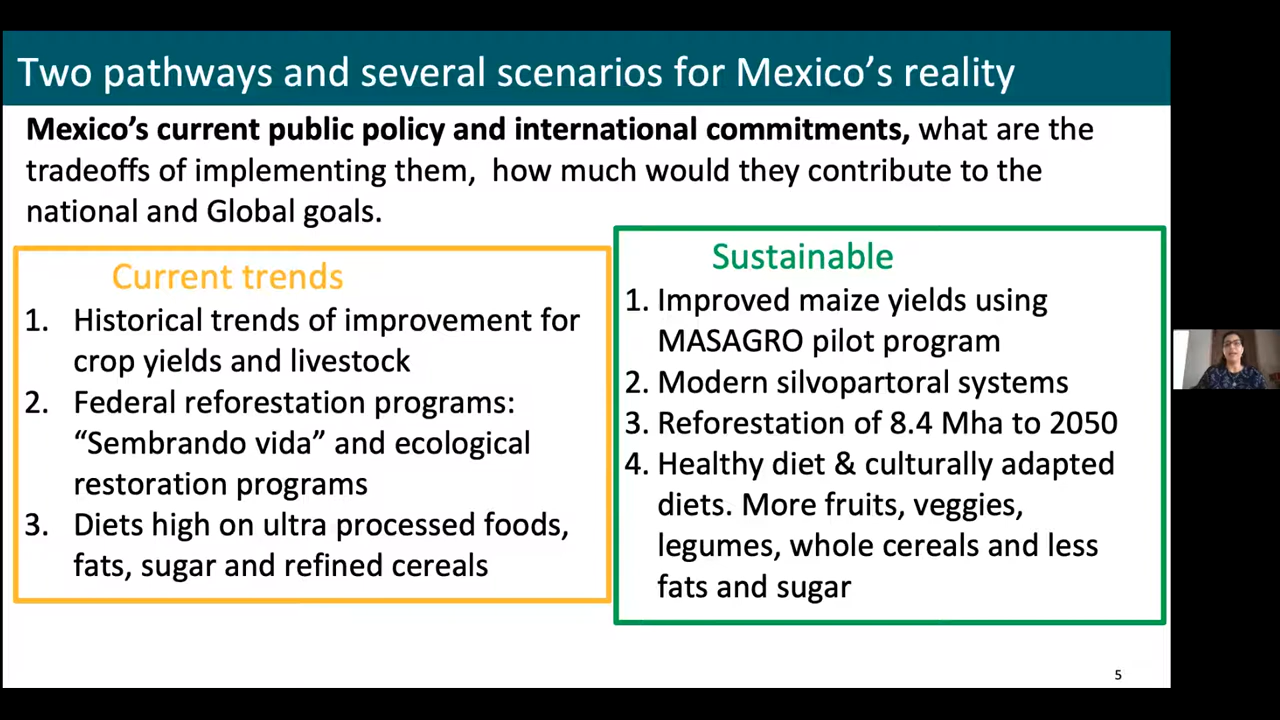 Two pathways and several scenarios for Mexico’s reality
Mexico’s current public policy and international commitments, what are the
tradeoffs of implementing them,  how much would they contribute to the
national and Global goals.
Current trends
1. Historical trends of improvement for
crop yields and livestock
2. Federal reforestation programs:
“Sembrando vida” and ecological
restoration programs
3. Diets high on ultra processed foods,
fats, sugar and refined cereals
Sustainable
1. Improved maize yields using
MASAGRO pilot program
2. Modern silvopartoral systems
3. Reforestation of 8.4 Mha to 2050
4. Healthy diet & culturally adapted
diets. More fruits, veggies,
legumes, whole cereals and less
fats and sugar
5